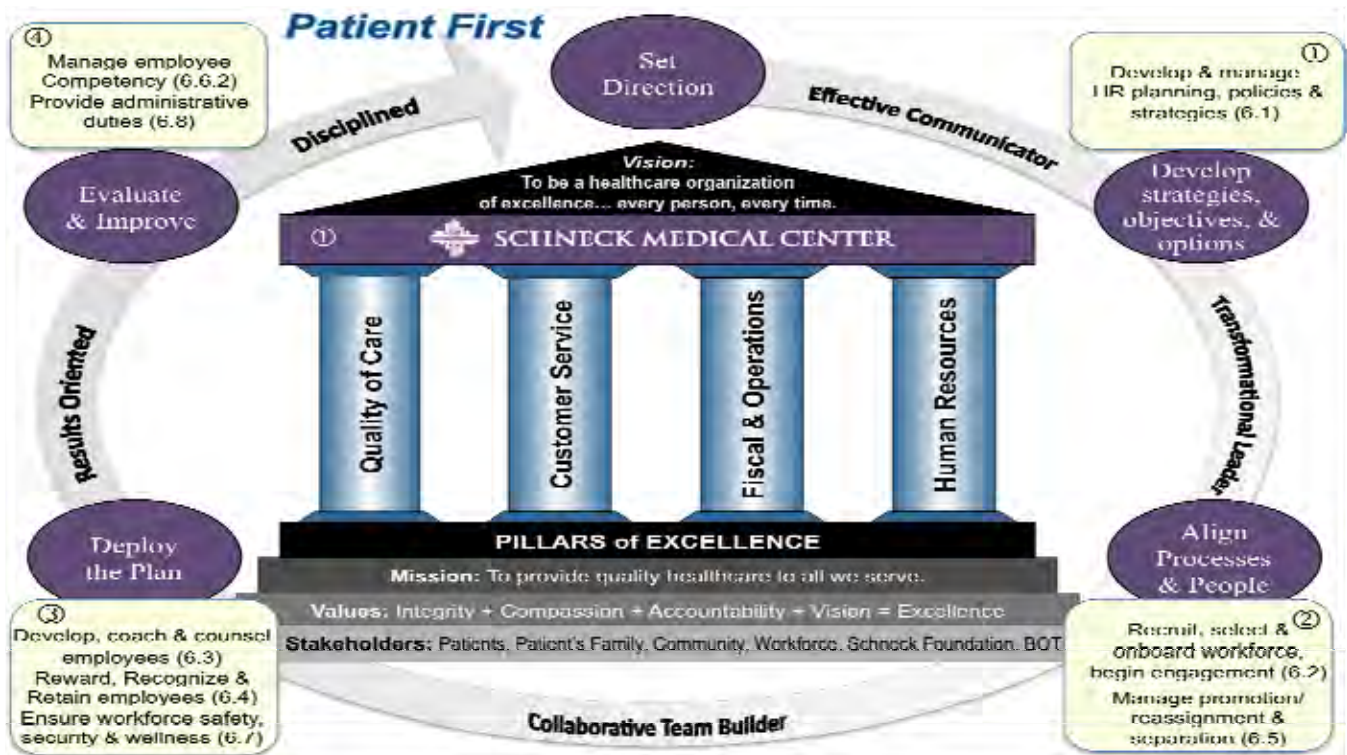 Patient First
④
Manage employee
Competency (6.6.2)
Provide administrative
duties (6.8)
Disciplined
Set
Direction
Effective Communicator
①
Develop & manage
HR planning, policies &
strategies (6.1)
Evaluate
& Improve
Develop
strategies,
objectives, &
options
Vision:
To be a healthcare organization
of excellence... every person, every time.
① SCHNECK MEDICAL CENTER
Quality of Care
Customer Service
Fiscal & Operations
Human Resources
Results Oriented
Transformational Leader
Deploy
the Plan
Align
Processes
& People
PILLARS of EXCELLENCE
Mission: To provide quality healthcare to all we serve.
Values: Integrity + Compassion + Accountability + Vision = Excellence
Stakeholders: Patients, Patient's Family, Community, Workforce, Schneck Foundation, BOT
③
Develop, coach & counsel
employees (6.3)
Reward, Recognize &
Retain employees (6.4)
Ensure workforce safety,
security & wellness (6.7)
Collaborative Team Builder
②
Recruit, select &
onboard workforce,
begin engagement (6.2)
Manage promotion/
reassignment &
separation (6.5)